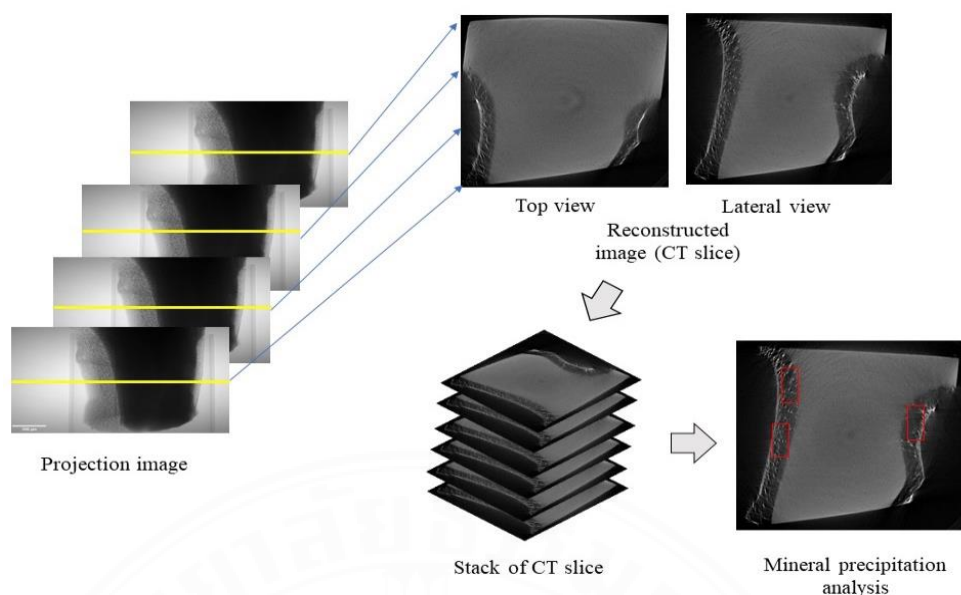 Top view
Lateral view
Reconstructed
image (CT slice)
Projection image
Stack of CT slice
Mineral precipitation
analysis